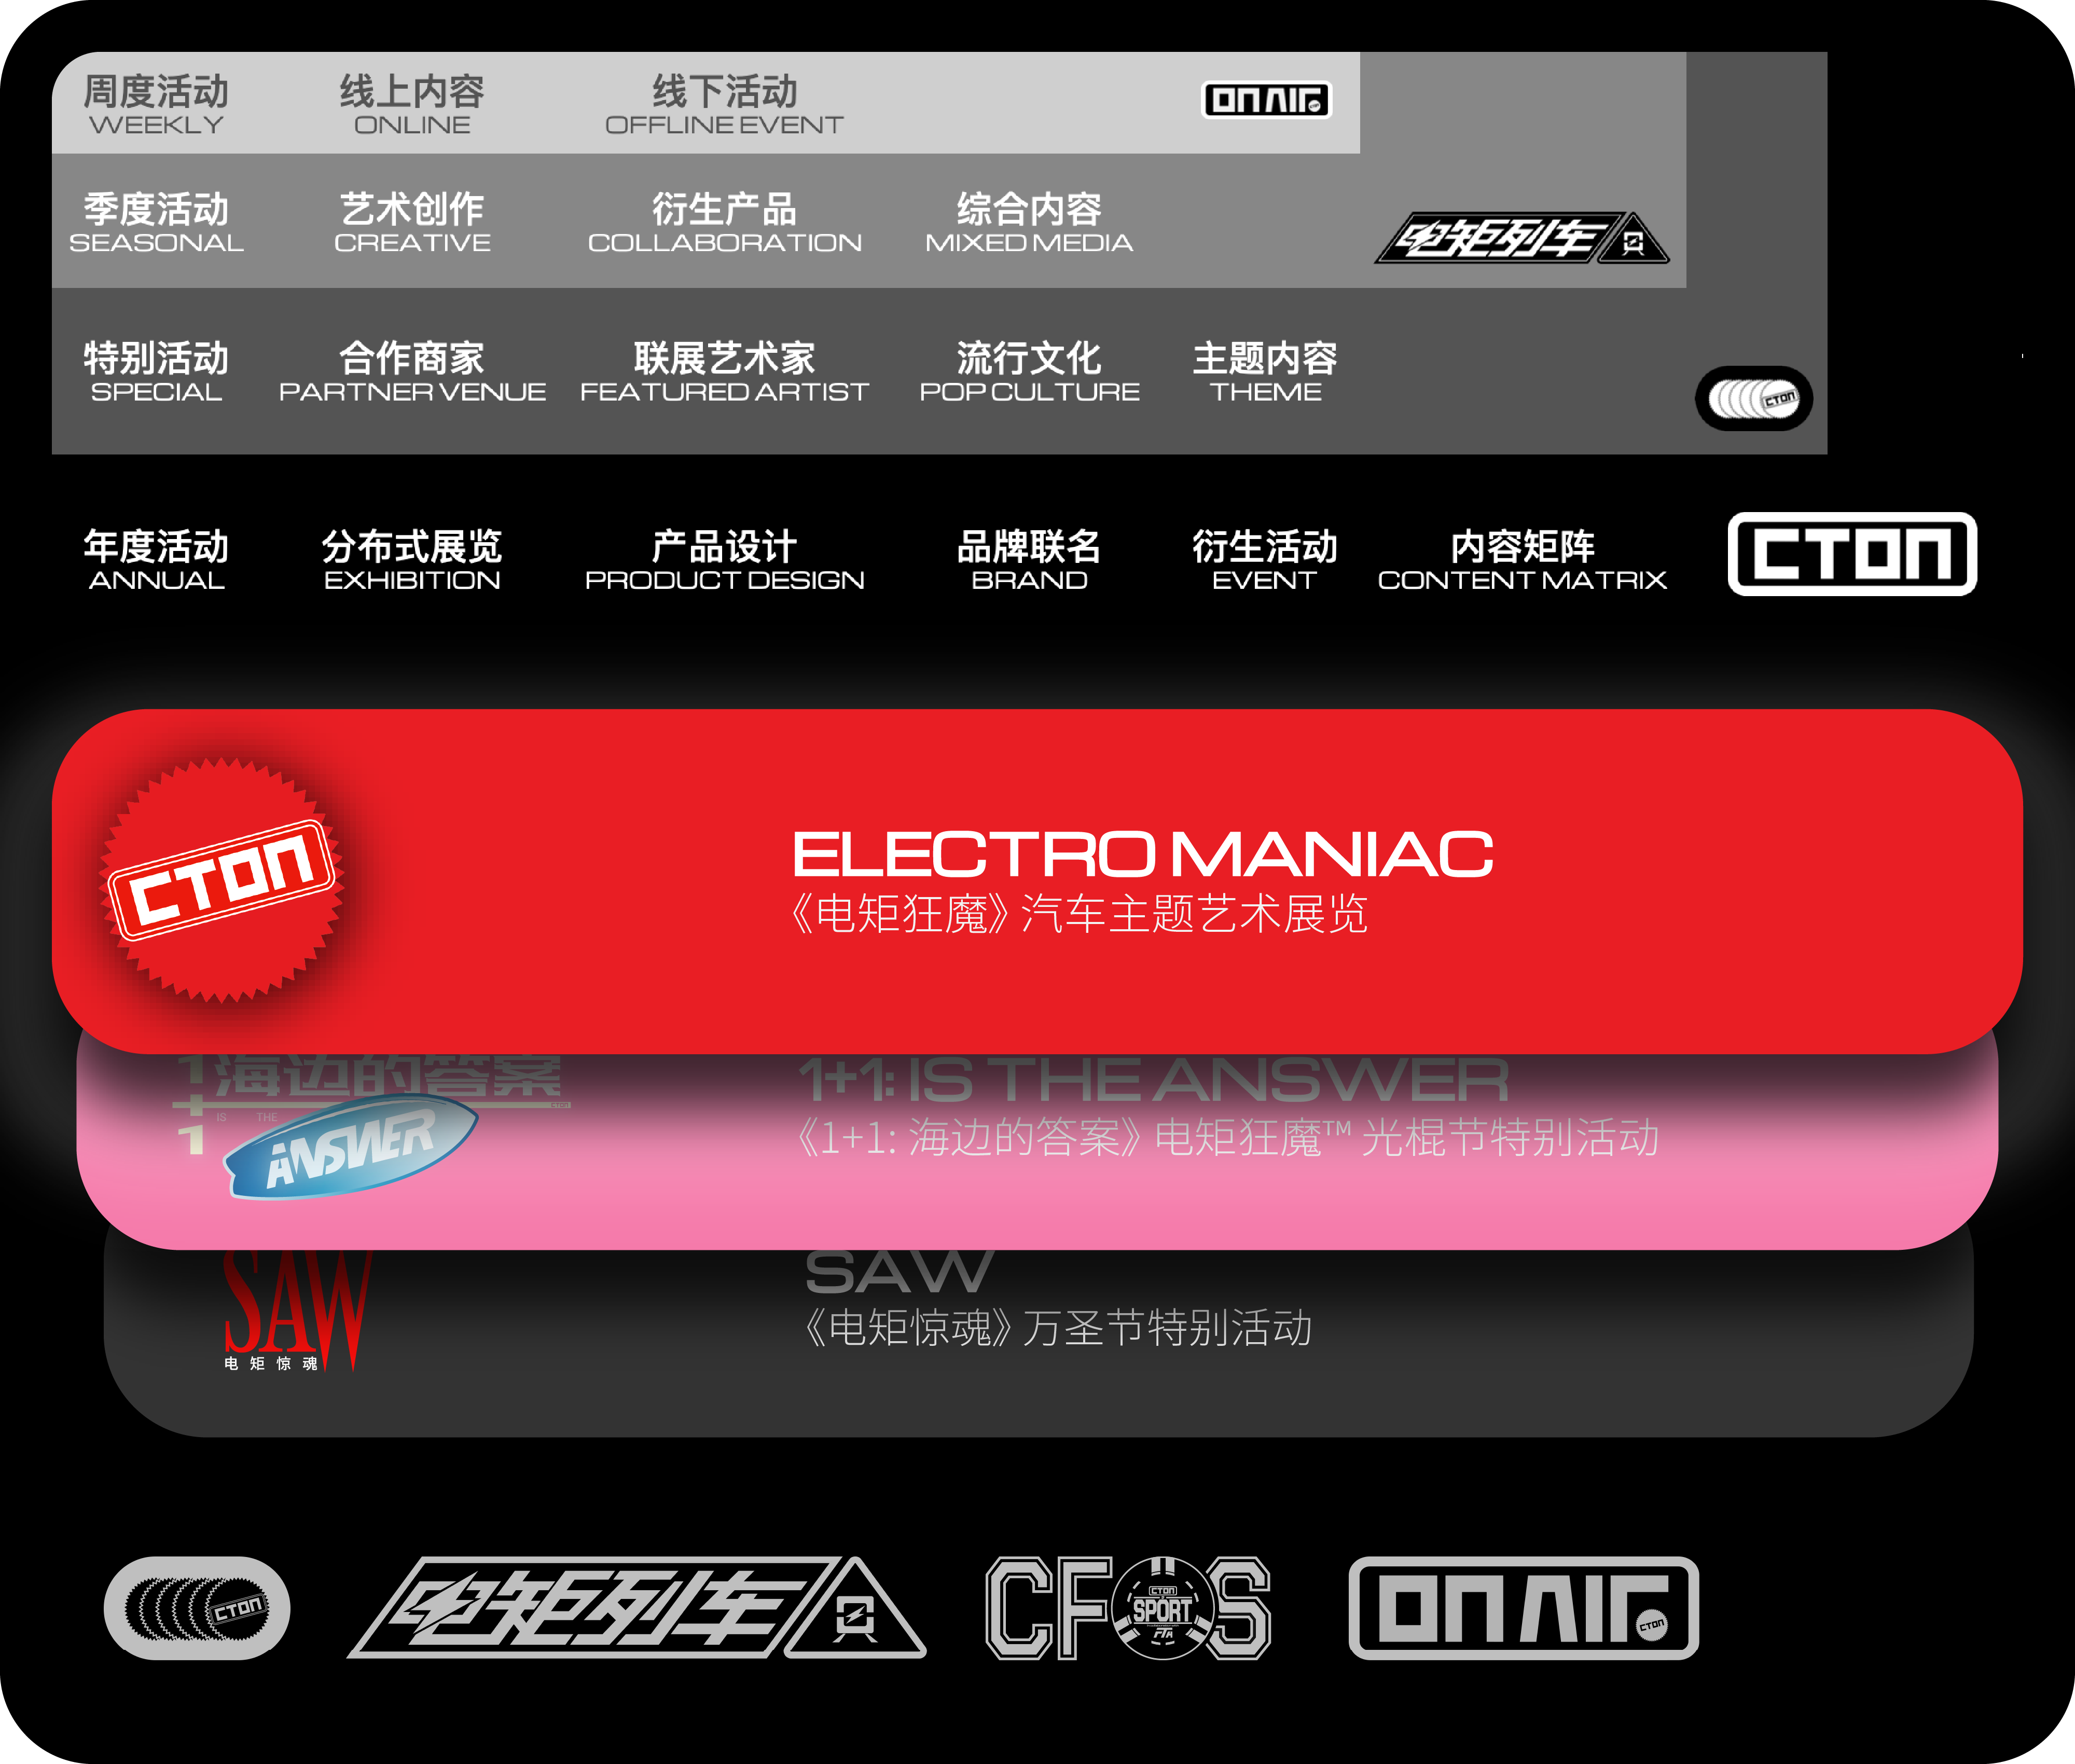 周度活动 线上内容 线下活动 ON AIR CTON
WEEKLY ONLINE OFFLINE EVENT
季度活动 艺术创作 衍生产品 综合内容
SEASONAL CREATIVE COLLABORATION MIXED MEDIA 电矩列车
特别活动 合作商家 联展艺术家 流行文化 主题内容
SPECIAL PARTNER VENUE FEATURED ARTIST POP CULTURE THEME CTON
年度活动 分布式展览 产品设计 品牌联名 衍生活动 内容矩阵 CTON
ANNUAL EXHIBITION PRODUCT DESIGN BRAND EVENT CONTENT MATRIX
CTON
ELECTRO MANIAC
《电矩狂魔》汽车主题艺术展览
1+1 海边的答案 CTON
IS THE
ANSWER
1+1: IS THE ANSWER
《1+1: 海边的答案》电矩狂魔™ 光棍节特别活动
SAW
电矩惊魂
SAW
《电矩惊魂》万圣节特别活动
CTON 电矩列车 CFOS CTON SPORT FTA ON AIR CTON